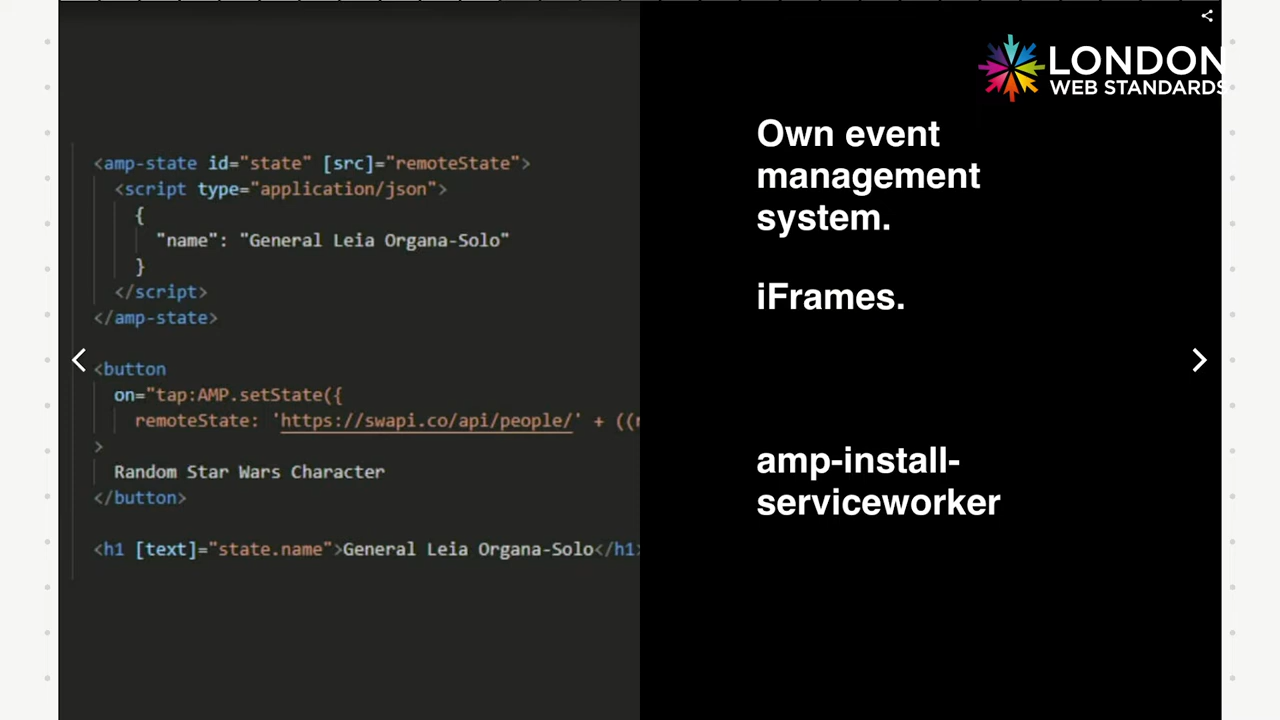 <amp-state id="state" [src]="remoteState">
<script type="application/json">
{
"name": "General Leia Organa-Solo"
}
</script>
</amp-state>
<button
on="tap:AMP.setState({
remoteState: 'https://swapi.co/api/people/' + ((
>
Random Star Wars Character
</button>
<h1 [text]="state.name">General Leia Organa-Solo</h1>
LONDON
WEB STANDARDS
Own event
management
system.
iFrames.
amp-install-
serviceworker